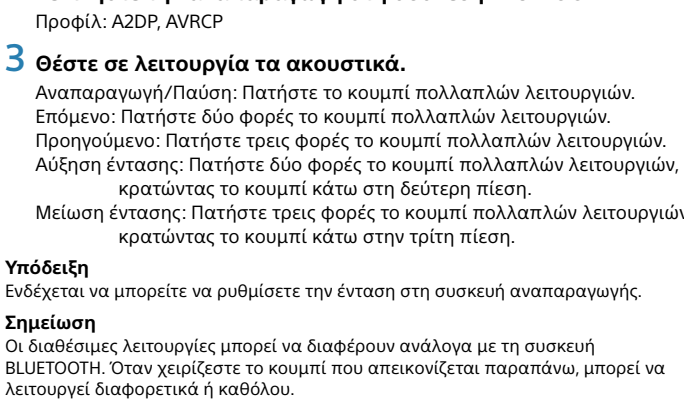 Προφίλ: A2DP, AVRCP
3 Θέστε σε λειτουργία τα ακουστικά.
Αναπαραγωγή/Παύση: Πατήστε το κουμπί πολλαπλών λειτουργιών.
Επόμενο: Πατήστε δύο φορές το κουμπί πολλαπλών λειτουργιών.
Προηγούμενο: Πατήστε τρεις φορές το κουμπί πολλαπλών λειτουργιών.
Αύξηση έντασης: Πατήστε δύο φορές το κουμπί πολλαπλών λειτουργιών,
κρατώντας το κουμπί κάτω στη δεύτερη πίεση.
Μείωση έντασης: Πατήστε τρεις φορές το κουμπί πολλαπλών λειτουργιών
κρατώντας το κουμπί κάτω στην τρίτη πίεση.
Υπόδειξη
Ενδέχεται να μπορείτε να ρυθμίσετε την ένταση στη συσκευή αναπαραγωγής.
Σημείωση
Οι διαθέσιμες λειτουργίες μπορεί να διαφέρουν ανάλογα με τη συσκευή
BLUETOOTH. Όταν χειρίζεστε το κουμπί που απεικονίζεται παραπάνω, μπορεί να
λειτουργεί διαφορετικά ή καθόλου.